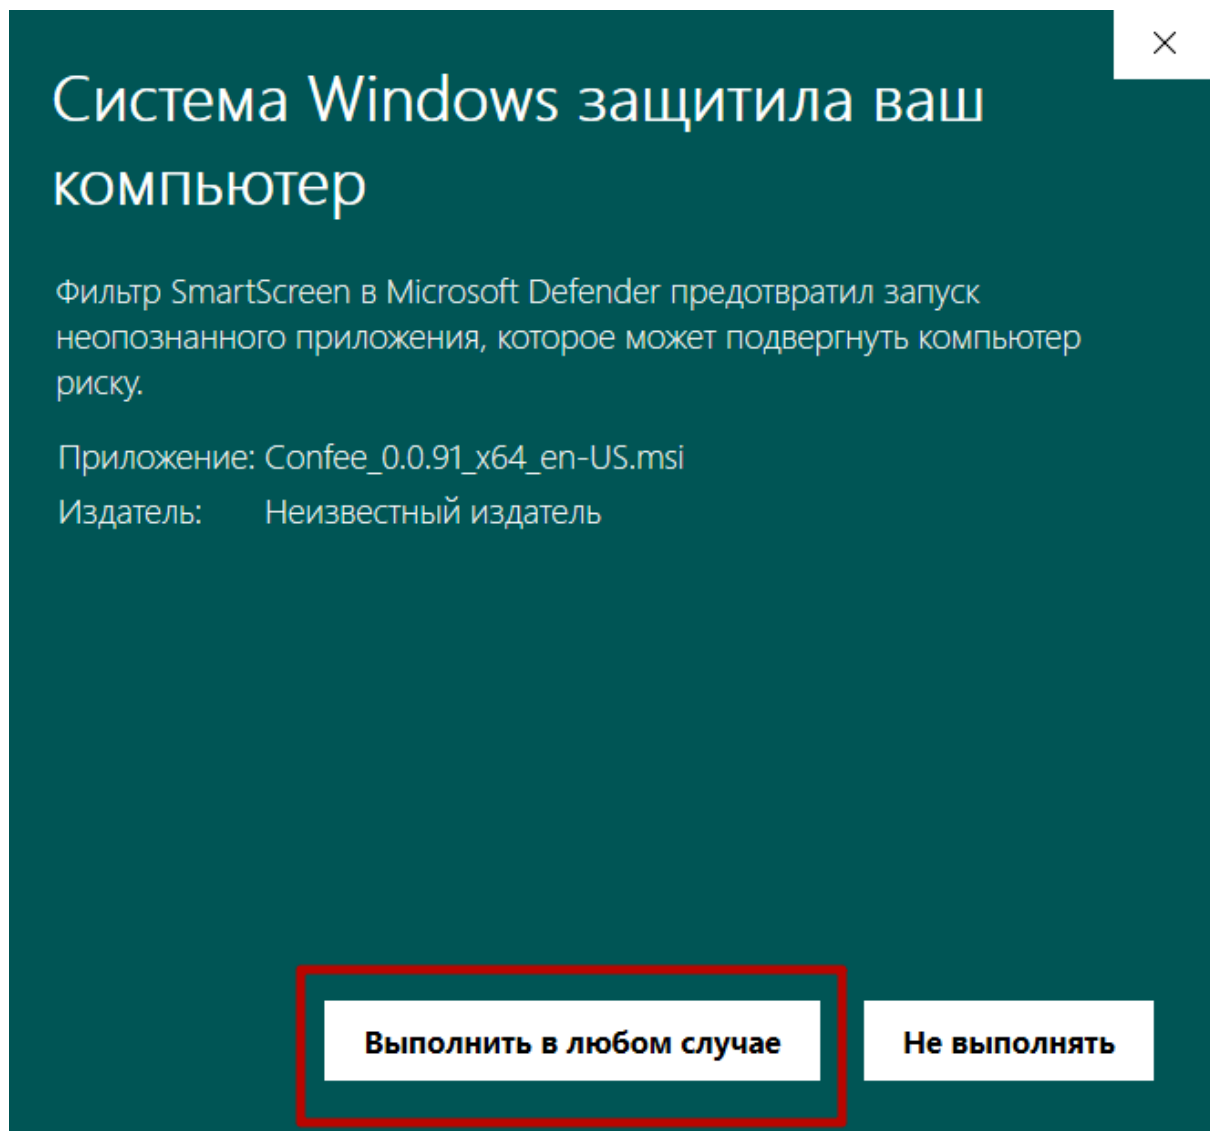 Система Windows защитила ваш
компьютер
Фильтр SmartScreen в Microsoft Defender предотвратил запуск
неопознанного приложения, которое может подвергнуть компьютер
риску.
Приложение: Confee_0.0.91_x64_en-US.msi
Издатель: Неизвестный издатель
Выполнить в любом случае
Не выполнять